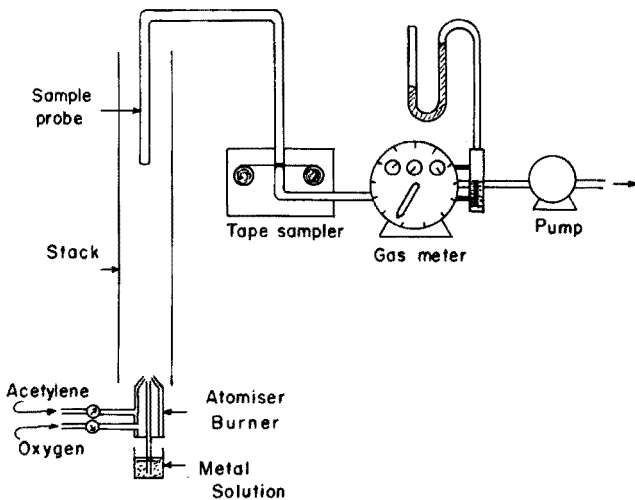 Sample
probe
Tape sampler
Gas meter
Pump
Stack
Acetylene
Oxygen
Atomiser
Burner
Metal
Solution